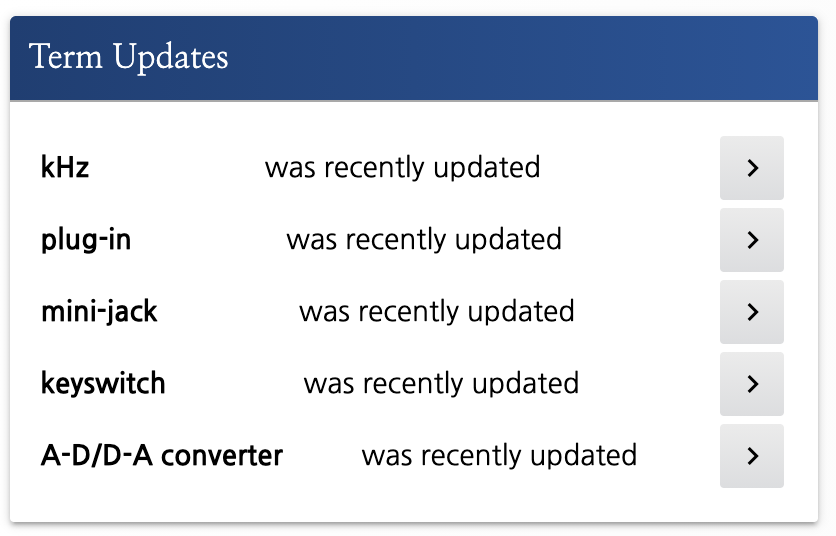 Term Updates
kHz was recently updated
plug-in was recently updated
mini-jack was recently updated
keyswitch was recently updated
A-D/D-A converter was recently updated